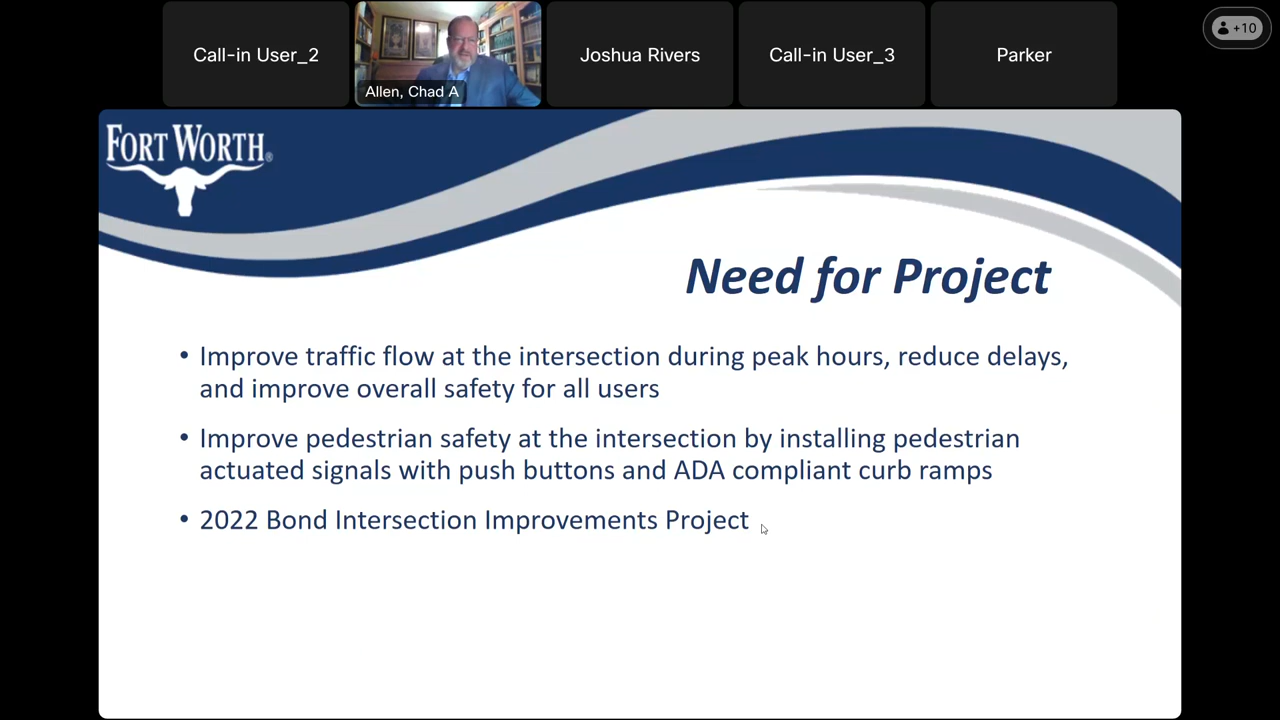 Call-in User_2
Allen, Chad A
Joshua Rivers
Call-in User_3
Parker
+10
FORT WORTH®
Need for Project
• Improve traffic flow at the intersection during peak hours, reduce delays,
and improve overall safety for all users
• Improve pedestrian safety at the intersection by installing pedestrian
actuated signals with push buttons and ADA compliant curb ramps
• 2022 Bond Intersection Improvements Project